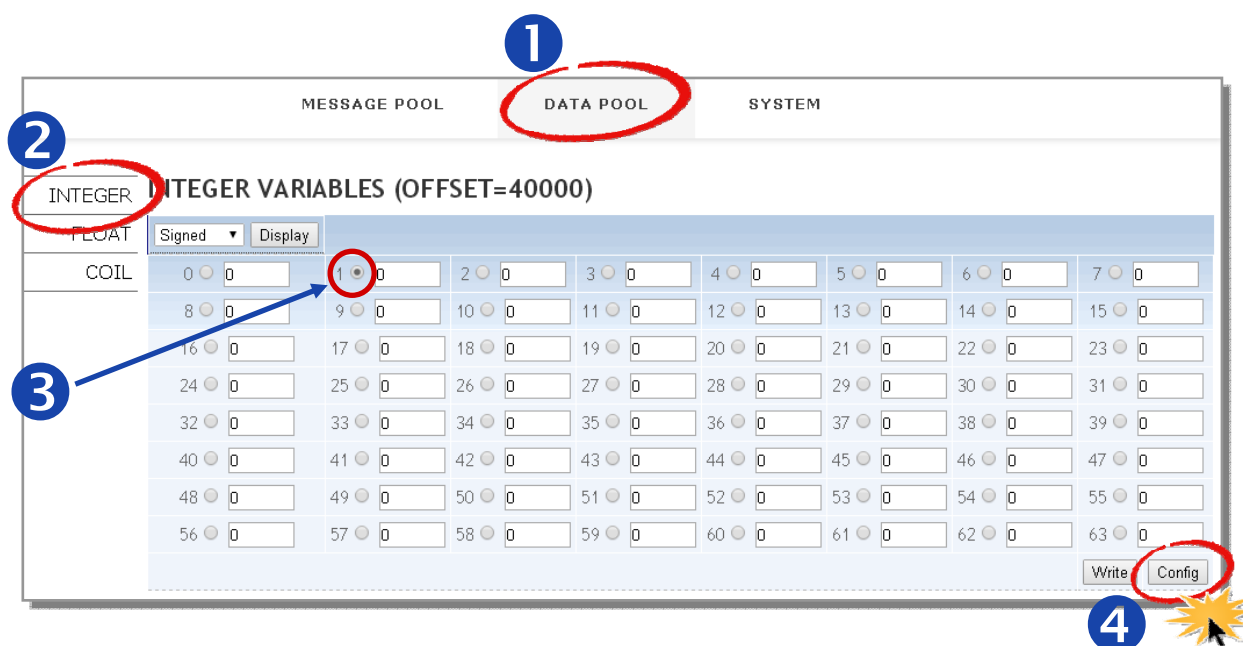 1
MESSAGE POOL DATA POOL SYSTEM
2
INTEGER
INTEGER VARIABLES (OFFSET=40000)
FLOAT
Signed Display
COIL
0 0 1 0 2 0 3 0 4 0 5 0 6 0 7 0
8 0 9 0 10 0 11 0 12 0 13 0 14 0 15 0
16 0 17 0 18 0 19 0 20 0 21 0 22 0 23 0
3
24 0 25 0 26 0 27 0 28 0 29 0 30 0 31 0
32 0 33 0 34 0 35 0 36 0 37 0 38 0 39 0
40 0 41 0 42 0 43 0 44 0 45 0 46 0 47 0
48 0 49 0 50 0 51 0 52 0 53 0 54 0 55 0
56 0 57 0 58 0 59 0 60 0 61 0 62 0 63 0
Write Config
4